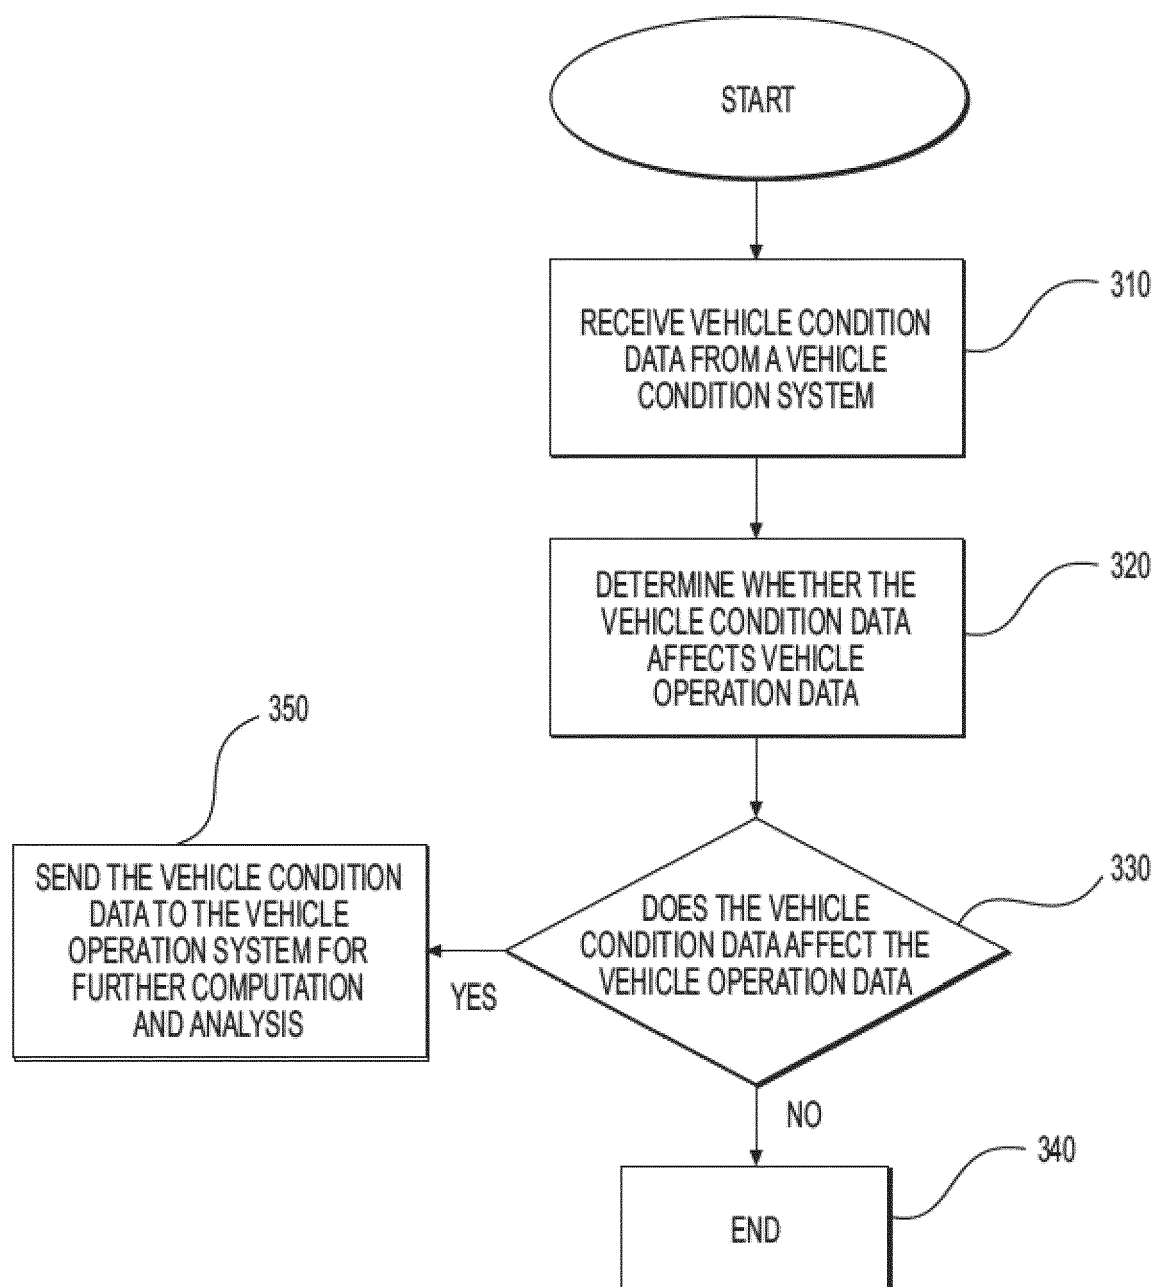 START
310
RECEIVE VEHICLE CONDITION
DATA FROM A VEHICLE
CONDITION SYSTEM
320
DETERMINE WHETHER THE
VEHICLE CONDITION DATA
AFFECTS VEHICLE
OPERATION DATA
350
SEND THE VEHICLE CONDITION
DATA TO THE VEHICLE
OPERATION SYSTEM FOR
FURTHER COMPUTATION
AND ANALYSIS
330
DOES THE VEHICLE
CONDITION DATA AFFECT THE
VEHICLE OPERATION DATA
YES
NO
340
END